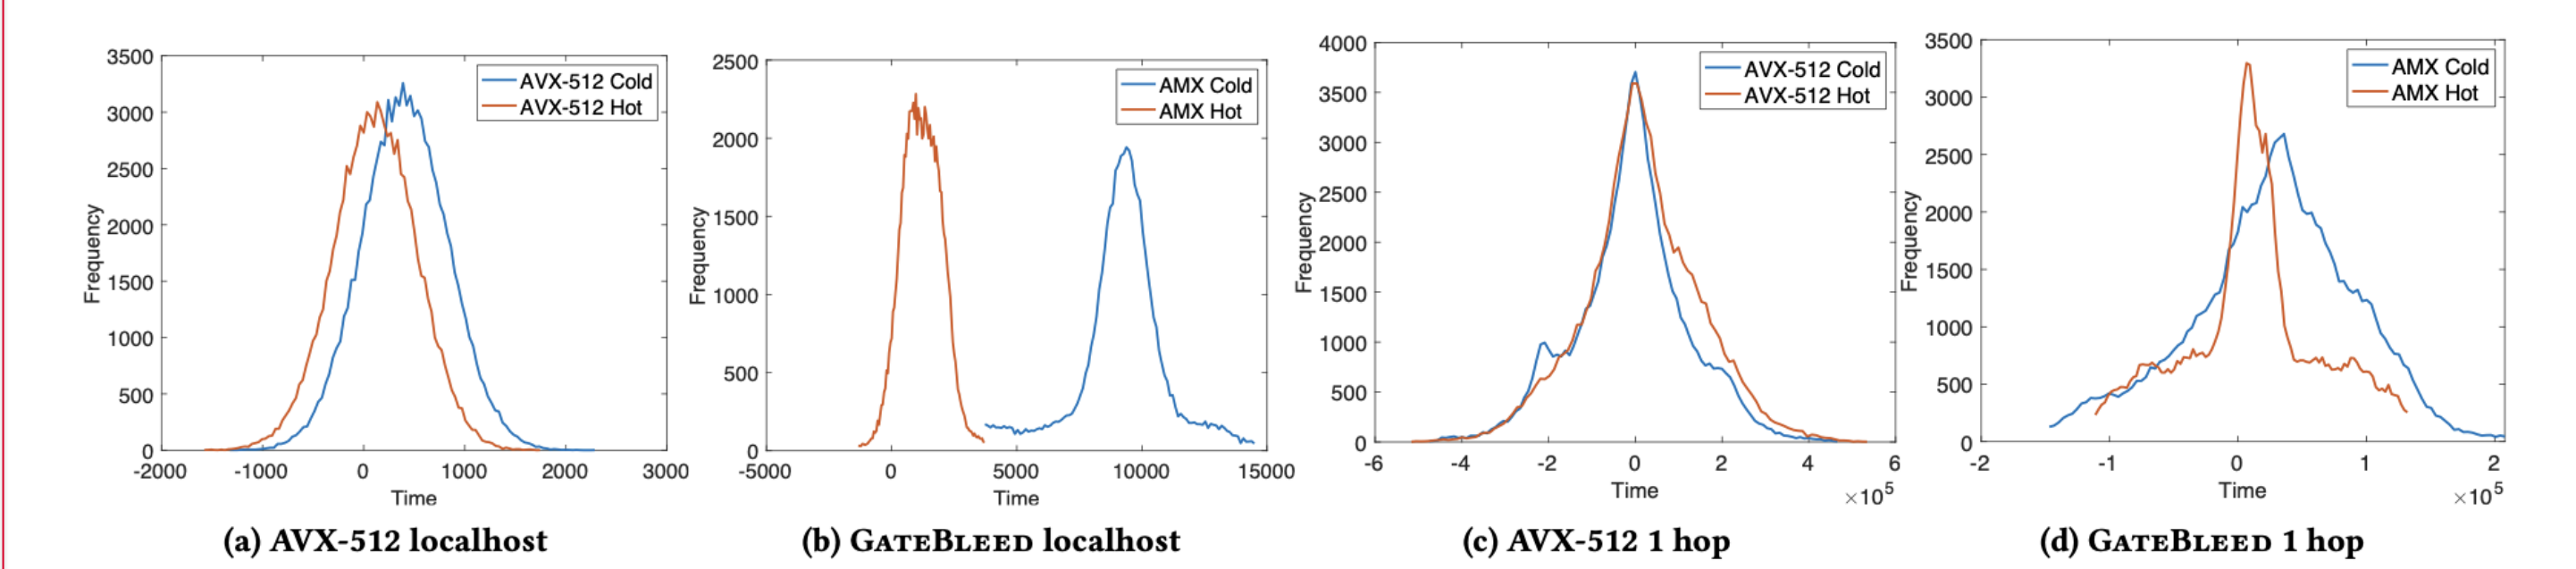 3500
3000
2500
2000
1500
1000
500
0
Frequency
-2000 -1000 0 1000 2000 3000
Time
AVX-512 Cold
AVX-512 Hot
(a) AVX-512 localhost
2500
2000
1500
1000
500
0
Frequency
-5000 0 5000 10000 15000
Time
AMX Cold
AMX Hot
(b) GATEBLEED localhost
4000
3500
3000
2500
2000
1500
1000
500
0
Frequency
-6 -4 -2 0 2 4 6
Time
×10⁵
AVX-512 Cold
AVX-512 Hot
(c) AVX-512 1 hop
3500
3000
2500
2000
1500
1000
500
0
Frequency
-2 -1 0 1 2
Time
×10⁵
AMX Cold
AMX Hot
(d) GATEBLEED 1 hop